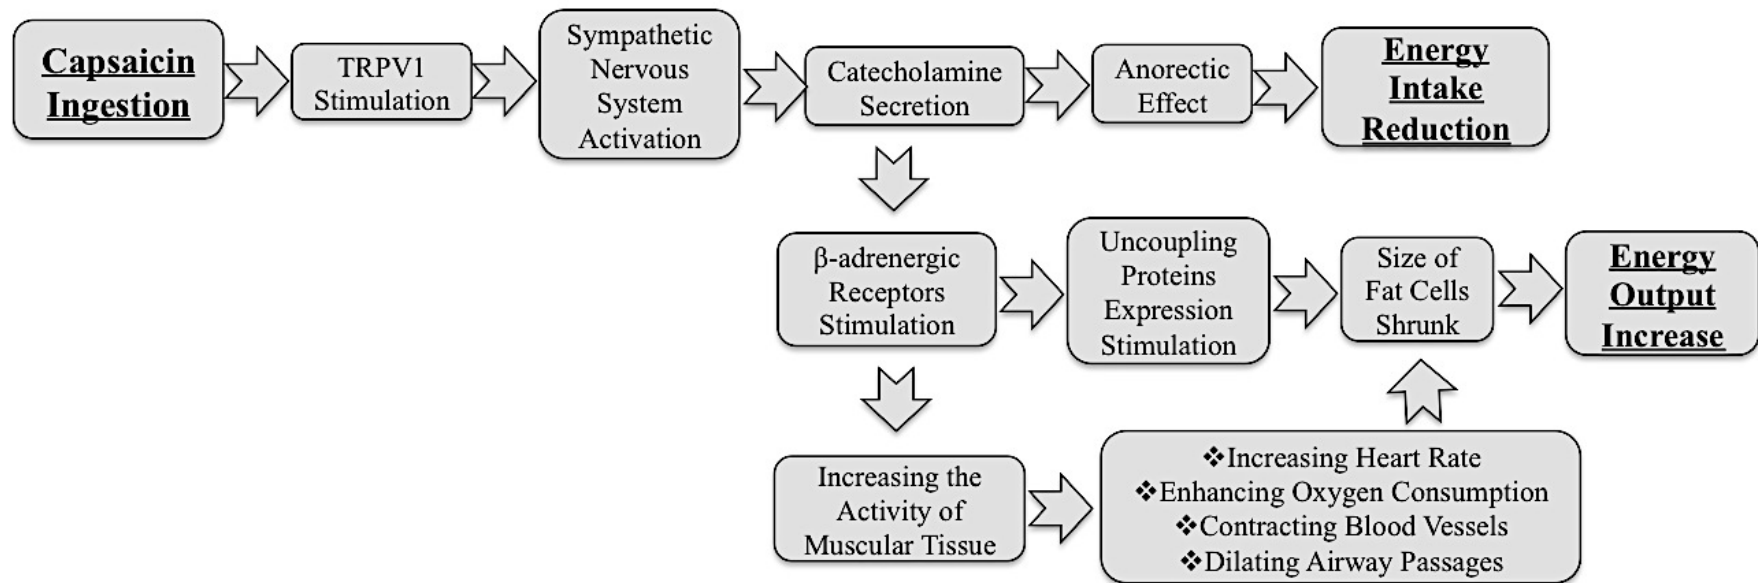 Capsaicin
Ingestion
TRPV1
Stimulation
Sympathetic
Nervous
System
Activation
Catecholamine
Secretion
Anorectic
Effect
Energy
Intake
Reduction
β-adrenergic
Receptors
Stimulation
Uncoupling
Proteins
Expression
Stimulation
Size of
Fat Cells
Shrunk
Energy
Output
Increase
Increasing the
Activity of
Muscular Tissue
❖Increasing Heart Rate
❖Enhancing Oxygen Consumption
❖Contracting Blood Vessels
❖Dilating Airway Passages